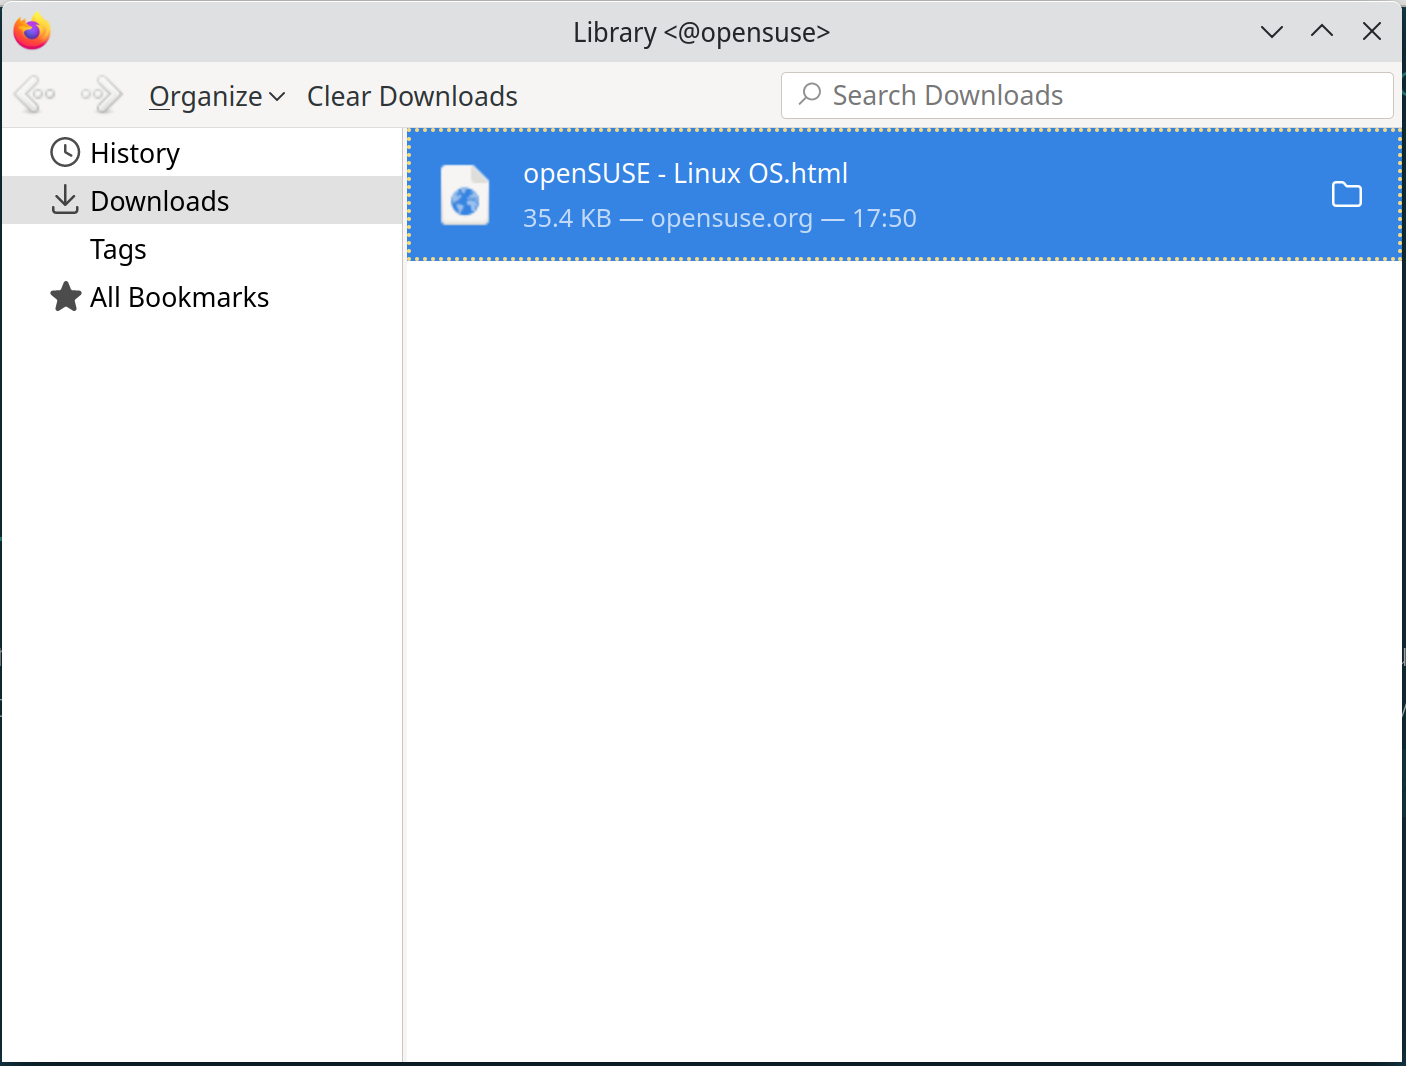 Library <@opensuse>
Organize Clear Downloads Search Downloads
History
Downloads
Tags
All Bookmarks
openSUSE - Linux OS.html
35.4 KB — opensuse.org — 17:50